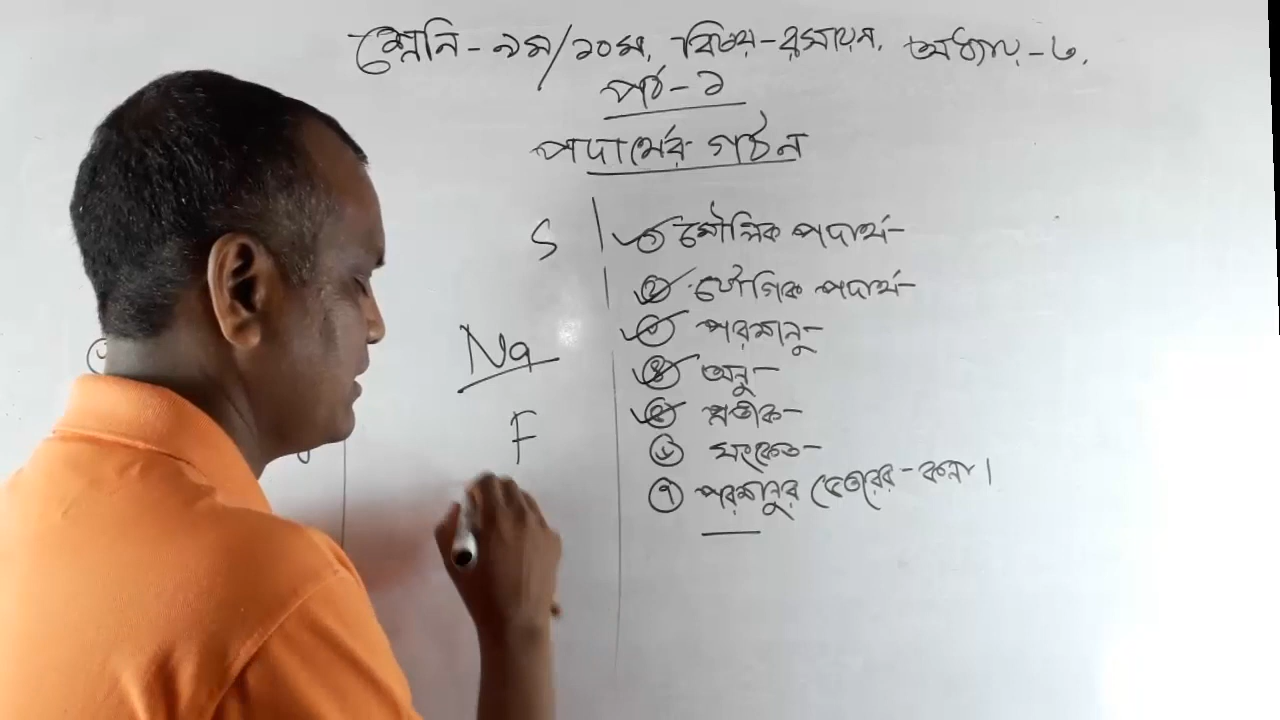 শ্রেনি - ৯ম/১০ম, বিষয় - রসায়ন, অধ্যায় - ৩,
পর্ব - ১
পদার্থের গঠন
S
১ মৌলিক পদার্থ -
২ যৌগিক পদার্থ -
Na
৩ পরমানু -
৪ অনু -
F
৫ প্রতীক -
৬ সংকেত -
৭ পরমানুর ভেতরের - কনা।